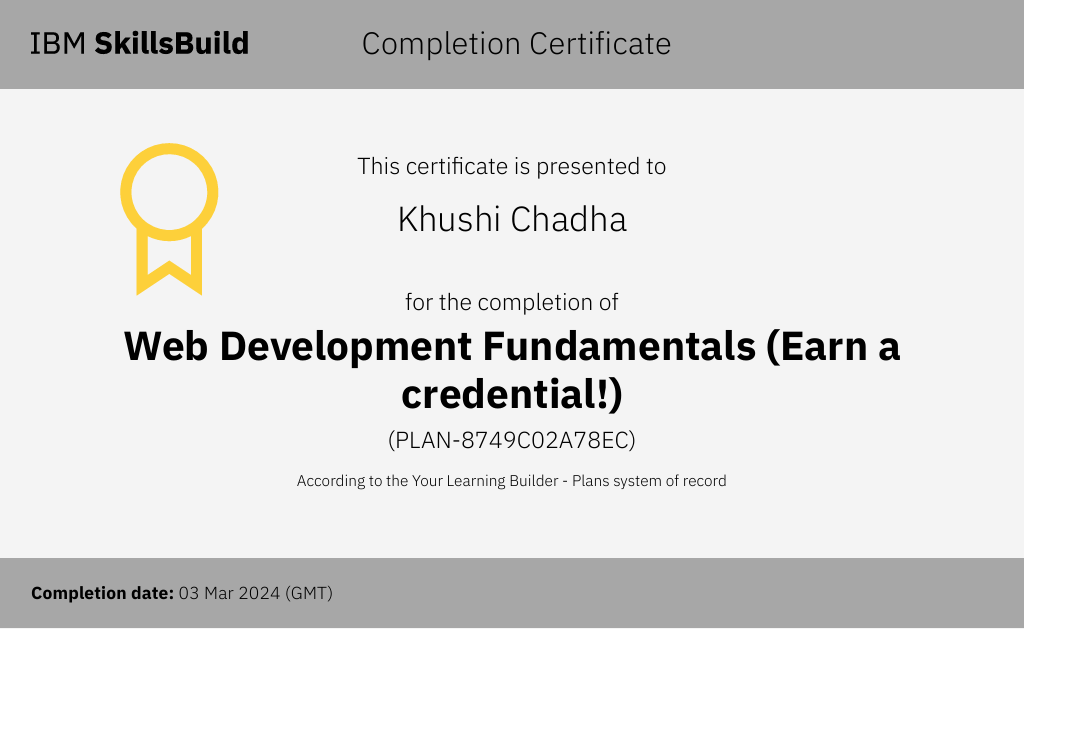 IBM SkillsBuild
Completion Certificate
This certificate is presented to
Khushi Chadha
for the completion of
Web Development Fundamentals (Earn a
credential!)
(PLAN-8749C02A78EC)
According to the Your Learning Builder - Plans system of record
Completion date: 03 Mar 2024 (GMT)